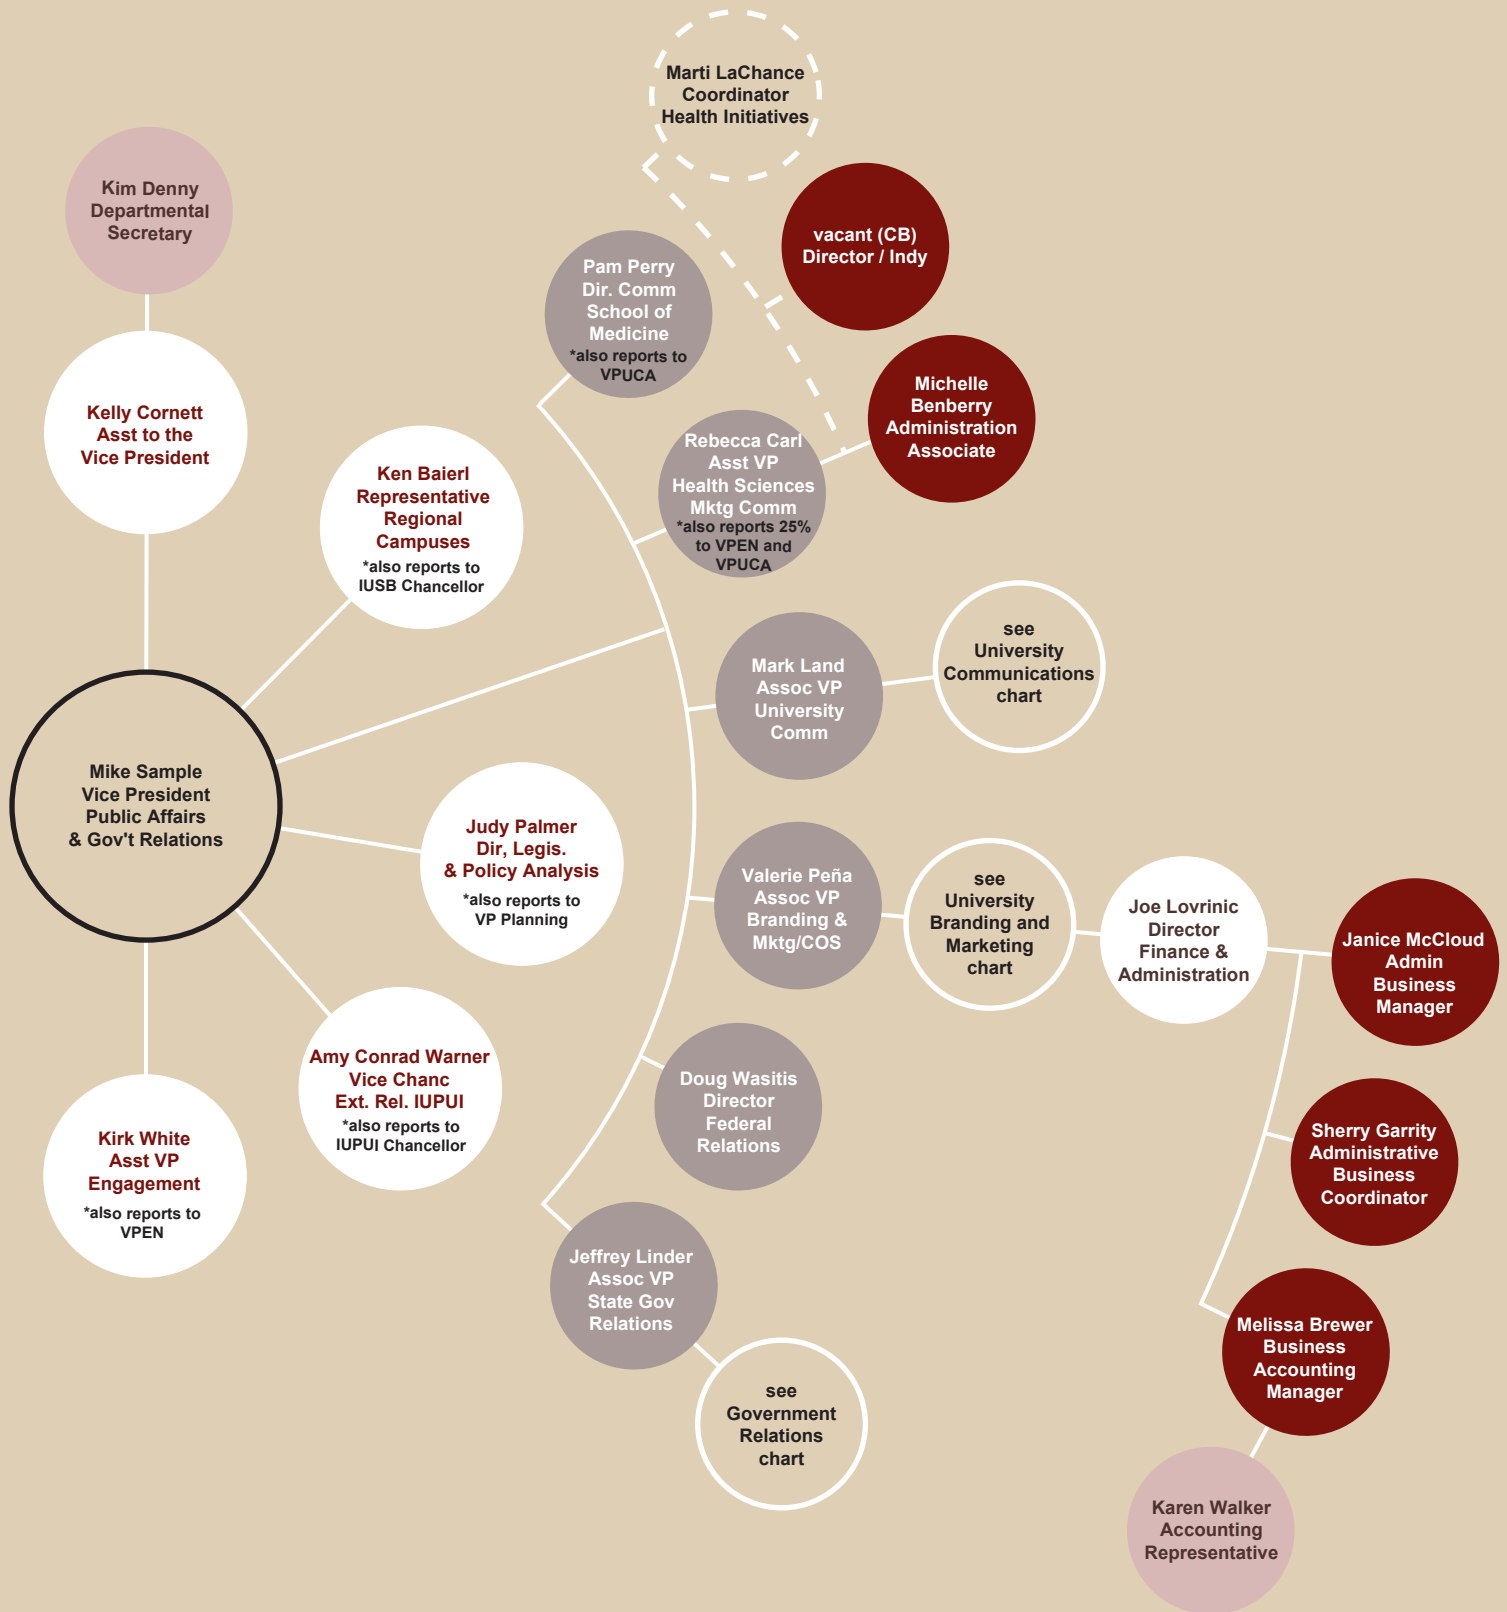 Marti LaChance
Coordinator
Health Initiatives
Kim Denny
Departmental
Secretary
vacant (CB)
Director / Indy
Pam Perry
Dir. Comm
School of
Medicine
*also reports to
VPUCA
Kelly Cornett
Asst to the
Vice President
Michelle
Benberry
Administration
Associate
Ken Baierl
Representative
Regional
Campuses
*also reports to
IUSB Chancellor
Rebecca Carl
Asst VP
Health Sciences
Mktg Comm
*also reports 25%
to VPEN and
VPUCA
see
University
Communications
chart
Mark Land
Assoc VP
University
Comm
Mike Sample
Vice President
Public Affairs
& Gov't Relations
Judy Palmer
Dir, Legis.
& Policy Analysis
*also reports to
VP Planning
Valerie Peña
Assoc VP
Branding &
Mktg/COS
see
University
Branding and
Marketing
chart
Joe Lovrinic
Director
Finance &
Administration
Janice McCloud
Admin
Business
Manager
Amy Conrad Warner
Vice Chanc
Ext. Rel. IUPUI
*also reports to
IUPUI Chancellor
Doug Wasitis
Director
Federal
Relations
Kirk White
Asst VP
Engagement
*also reports to
VPEN
Sherry Garrity
Administrative
Business
Coordinator
Jeffrey Linder
Assoc VP
State Gov
Relations
Melissa Brewer
Business
Accounting
Manager
see
Government
Relations
chart
Karen Walker
Accounting
Representative